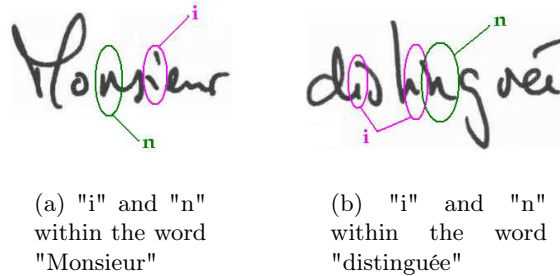 i
n
Monsieur distinguée
n
i
(a) "i" and "n" within the word "Monsieur"
(b) "i" and "n" within the word "distinguée"